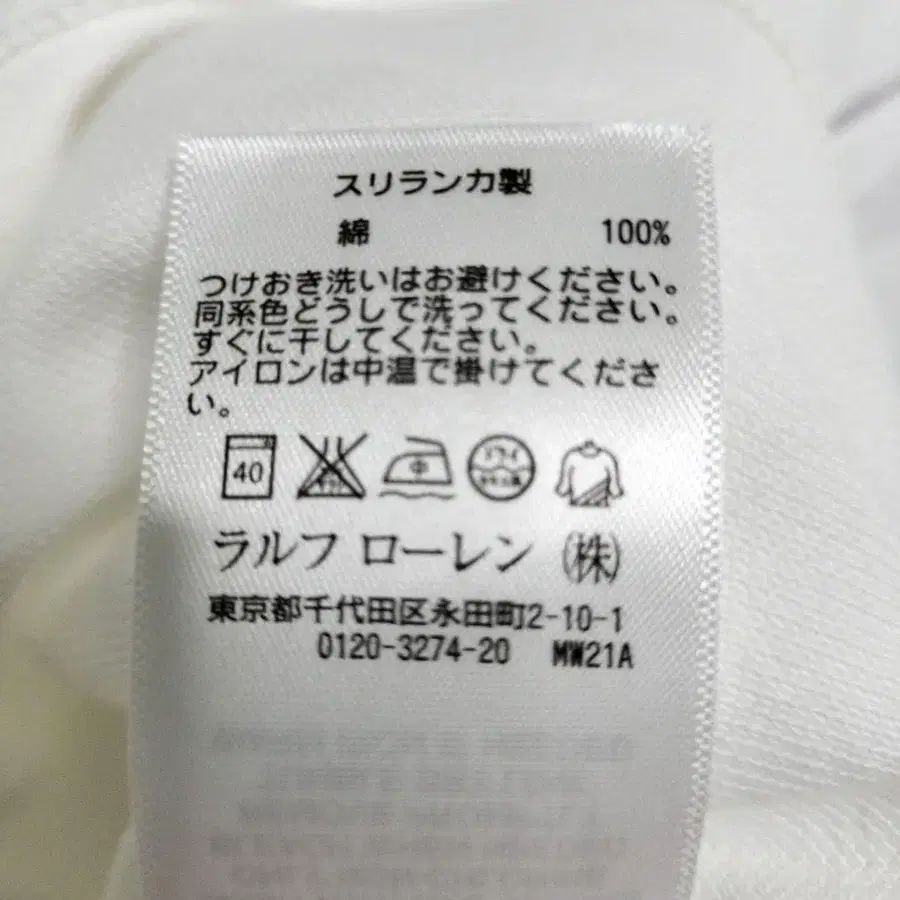 スリランカ製
綿 100%
つけおき洗いはお避けください。
同系色どうしで洗ってください。
すぐに干してください。
アイロンは中温で掛けてくださ
い。
40 中 ドライ
ラルフ ローレン (株)
東京都千代田区永田町2-10-1
0120-3274-20 MW21A